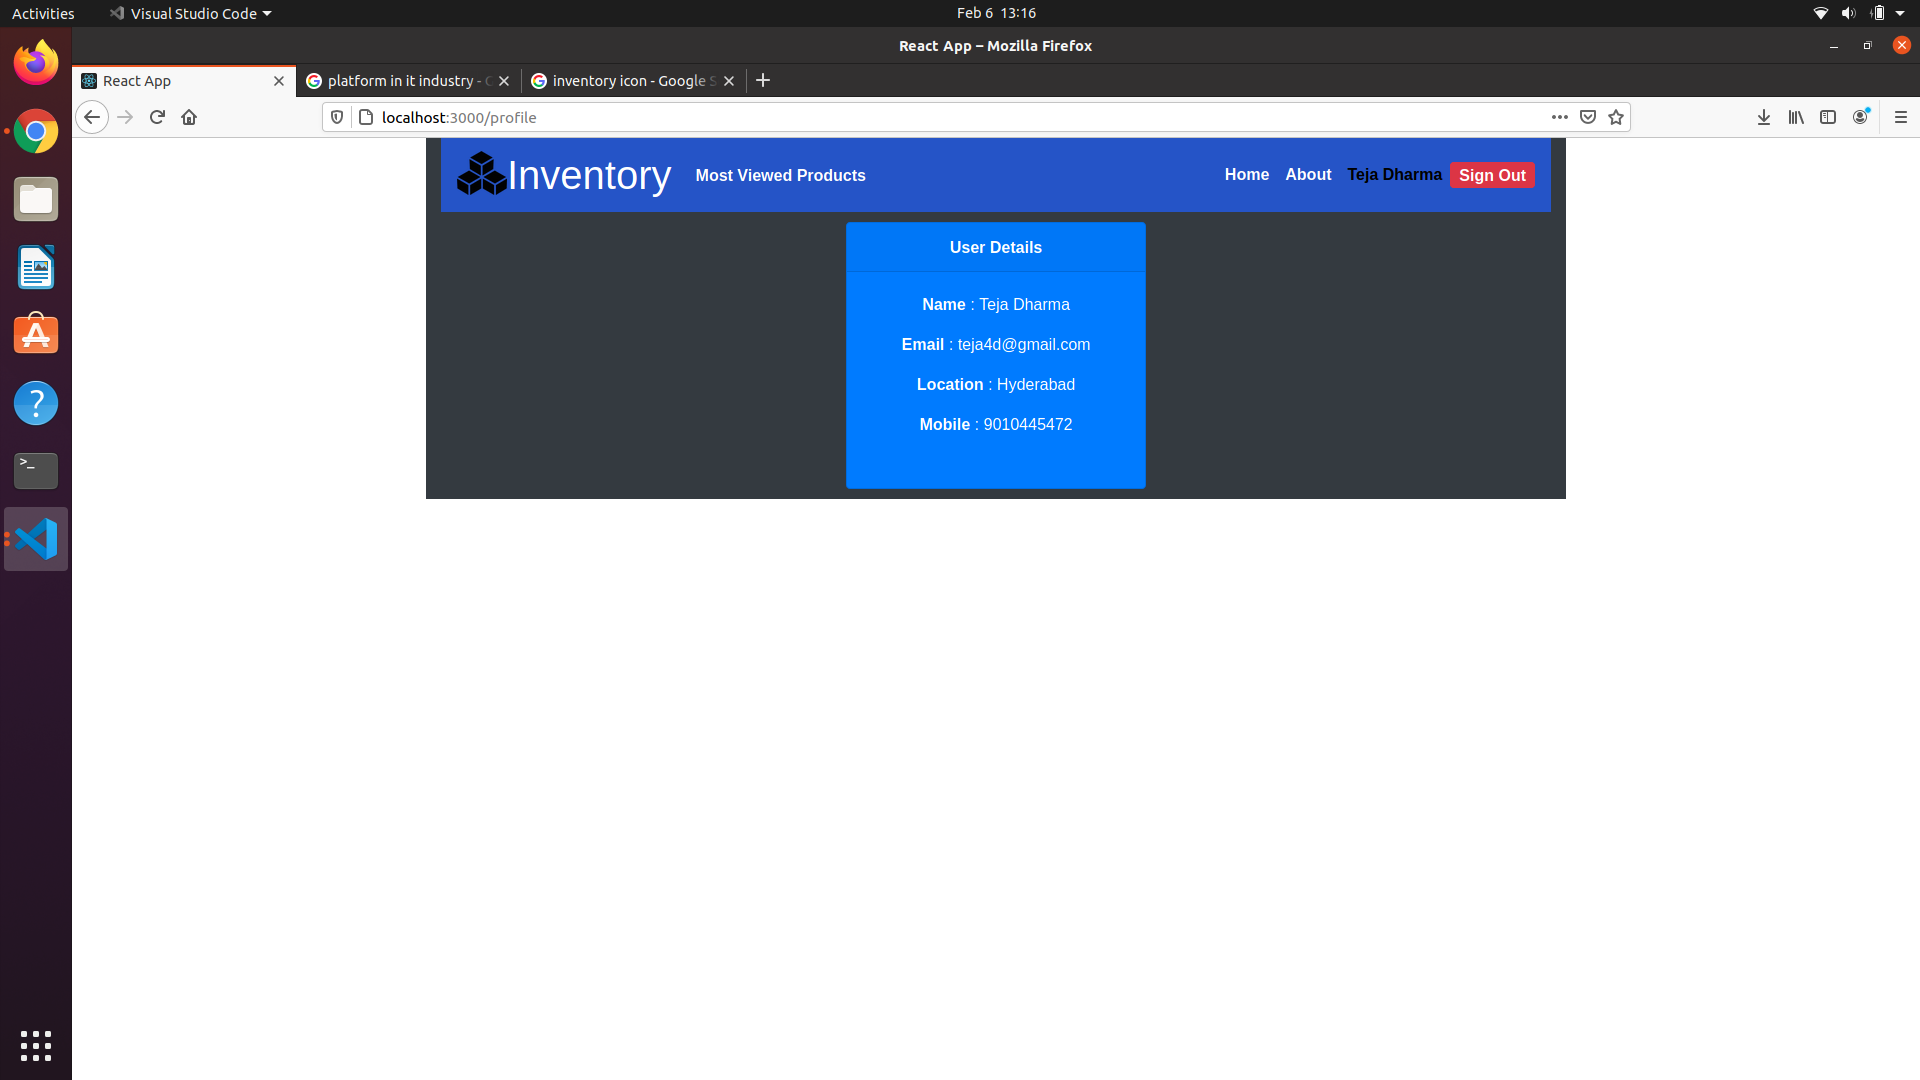 Activities
Visual Studio Code
Feb 6 13:16
React App – Mozilla Firefox
React App
platform in it industry -
inventory icon - Google
localhost:3000/profile
Inventory
Most Viewed Products
Home
About
Teja Dharma
Sign Out
User Details
Name : Teja Dharma
Email : teja4d@gmail.com
Location : Hyderabad
Mobile : 9010445472